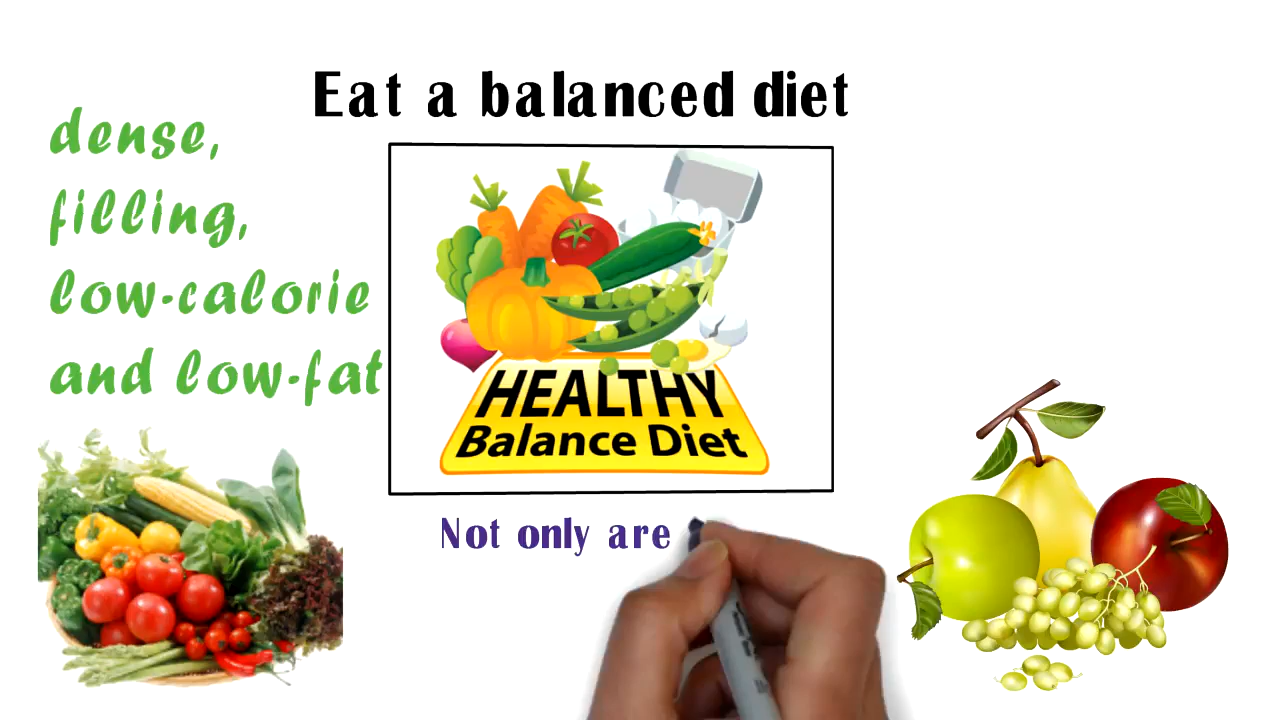 Eat a balanced diet
dense,
filling,
low-calorie
and low-fat
HEALTHY
Balance Diet
Not only are